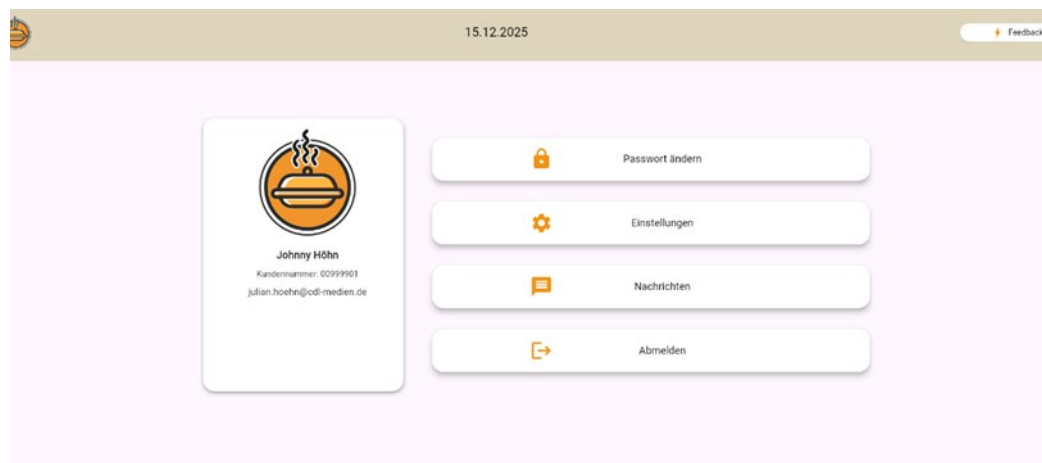 15.12.2025
Feedback
Johnny Höhn
Kundennummer: 00999901
julian.hoehn@cdl-medien.de
Passwort ändern
Einstellungen
Nachrichten
Abmelden